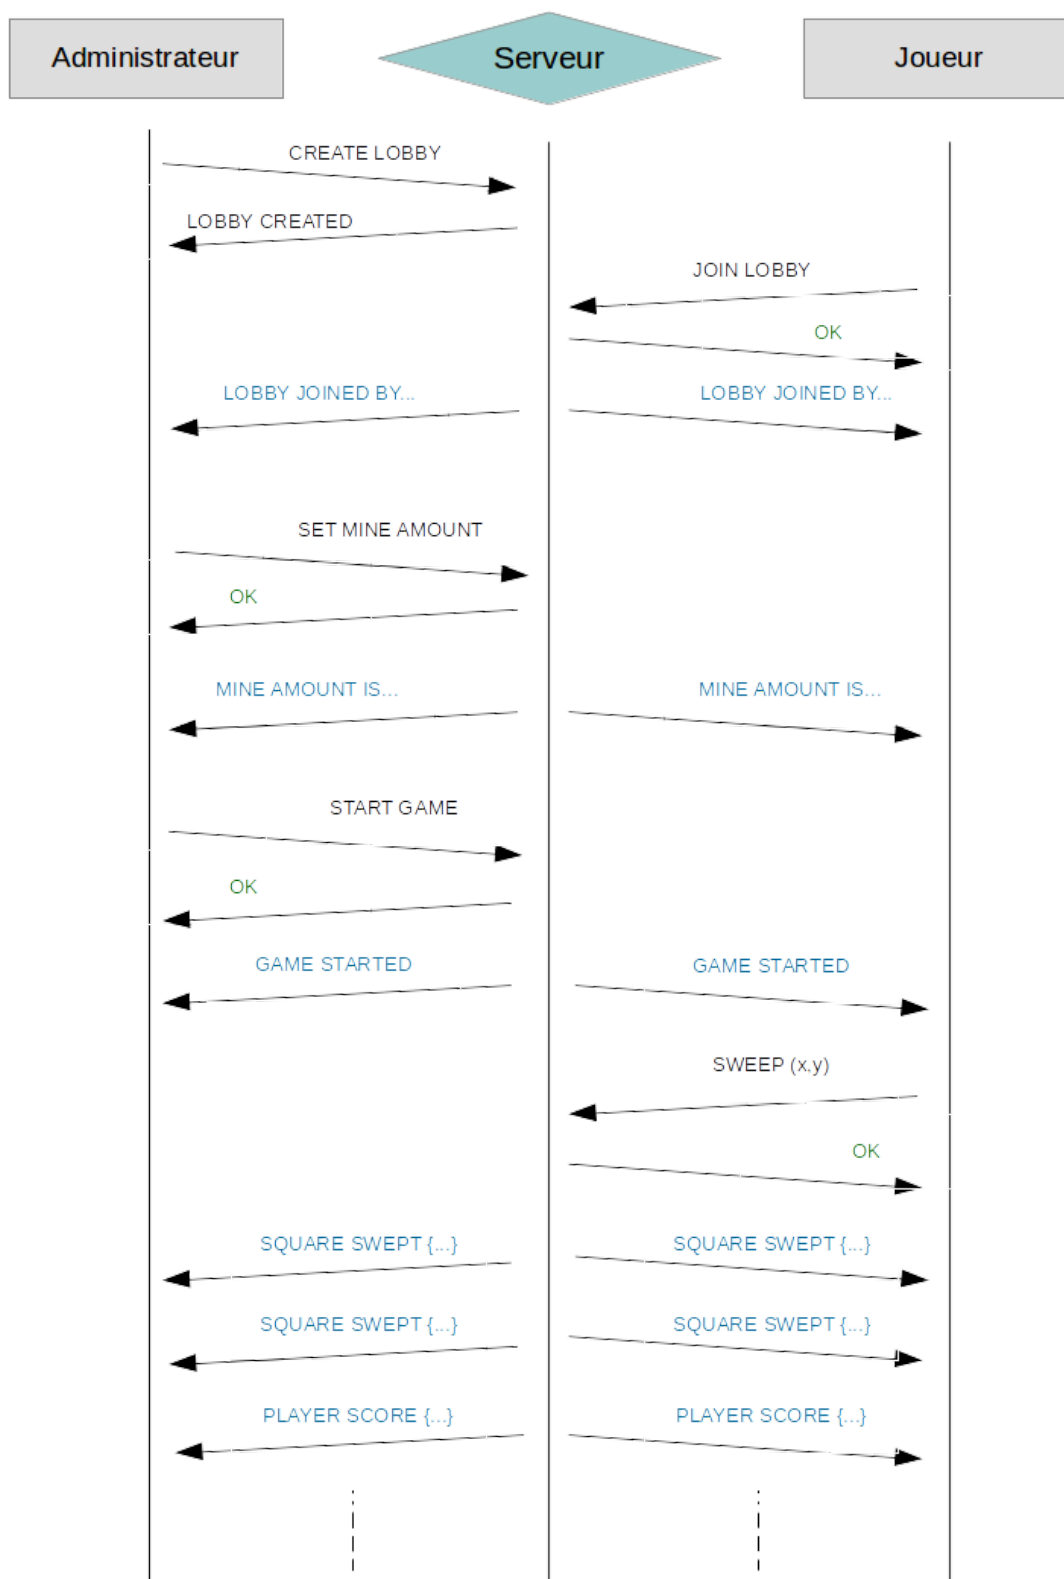 Administrateur
Serveur
Joueur
CREATE LOBBY
LOBBY CREATED
JOIN LOBBY
OK
LOBBY JOINED BY...
LOBBY JOINED BY...
SET MINE AMOUNT
OK
MINE AMOUNT IS...
MINE AMOUNT IS...
START GAME
OK
GAME STARTED
GAME STARTED
SWEEP (x,y)
OK
SQUARE SWEPT {...}
SQUARE SWEPT {...}
SQUARE SWEPT {...}
SQUARE SWEPT {...}
PLAYER SCORE {...}
PLAYER SCORE {...}